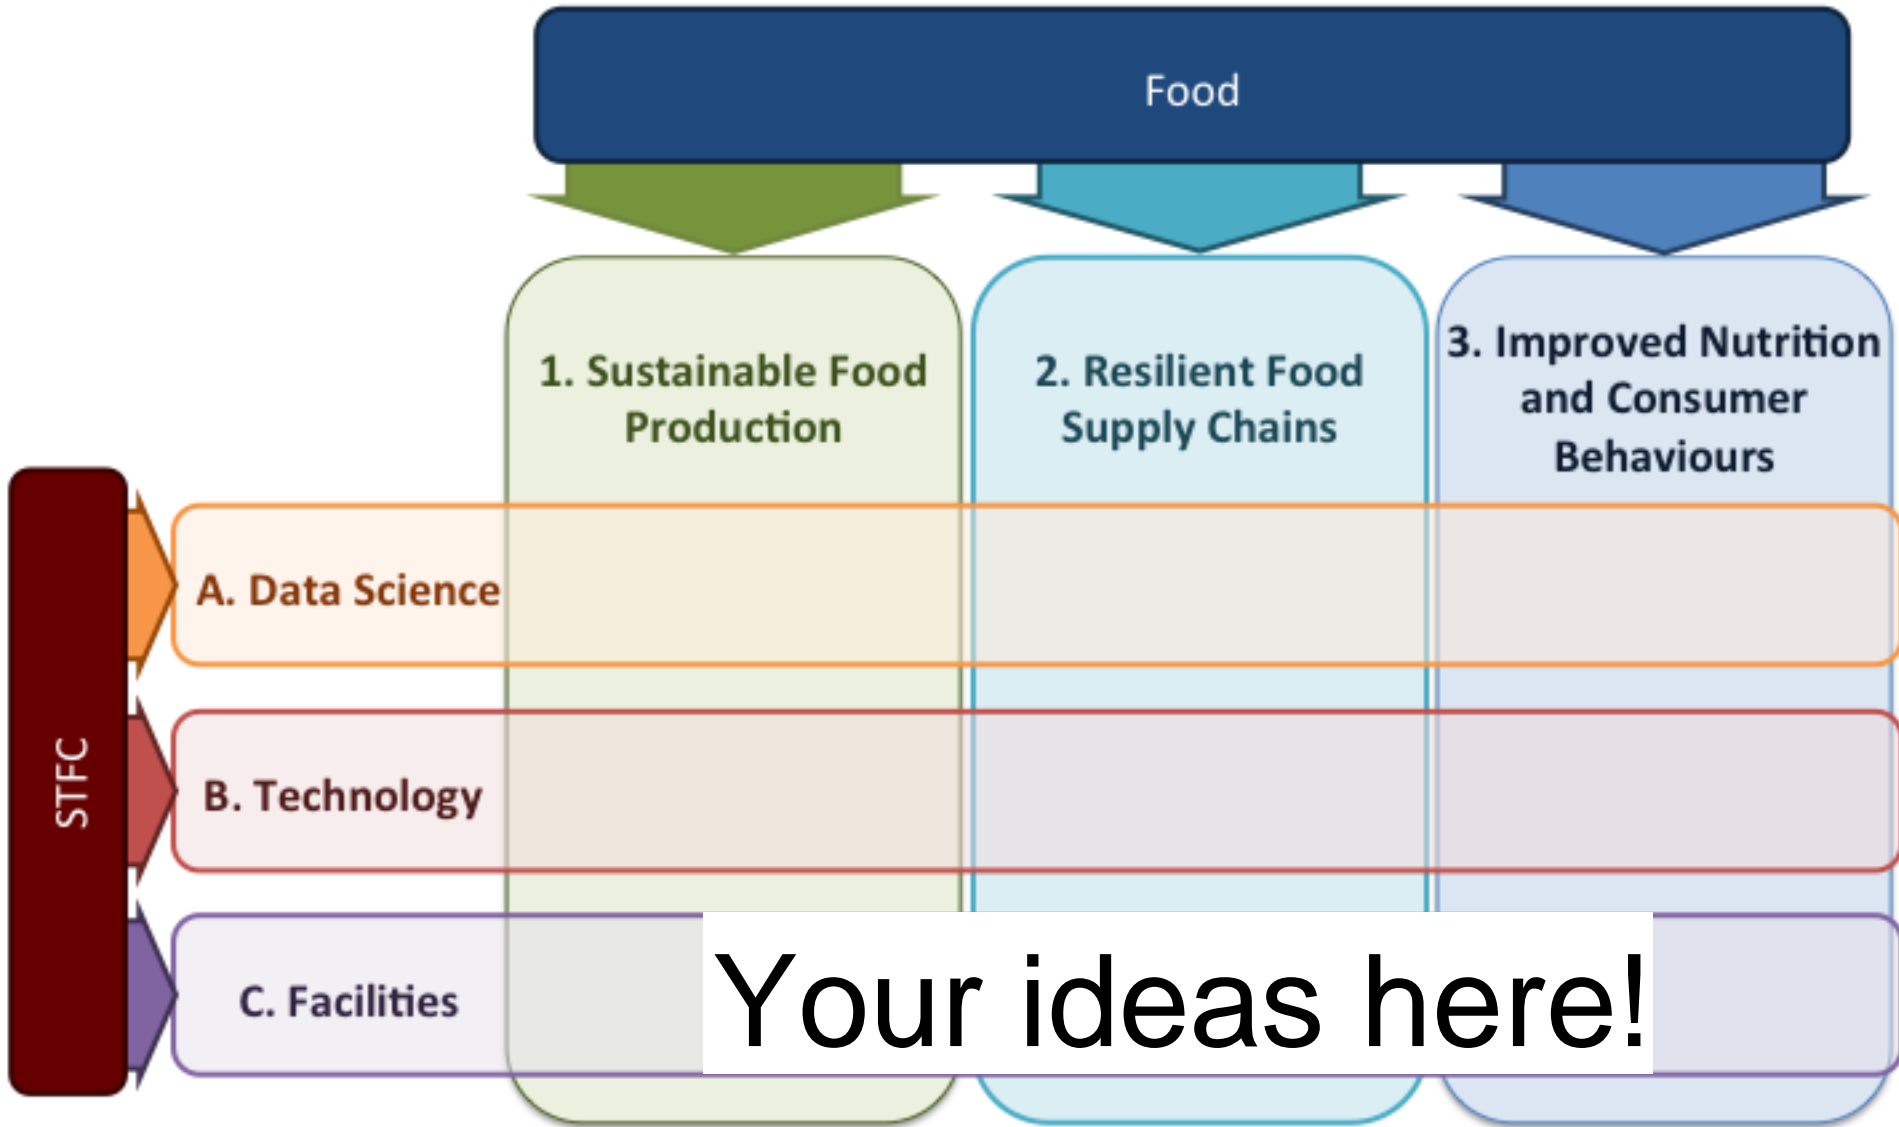 Food
1. Sustainable Food
Production
2. Resilient Food
Supply Chains
3. Improved Nutrition
and Consumer
Behaviours
STFC
A. Data Science
B. Technology
C. Facilities
Your ideas here!